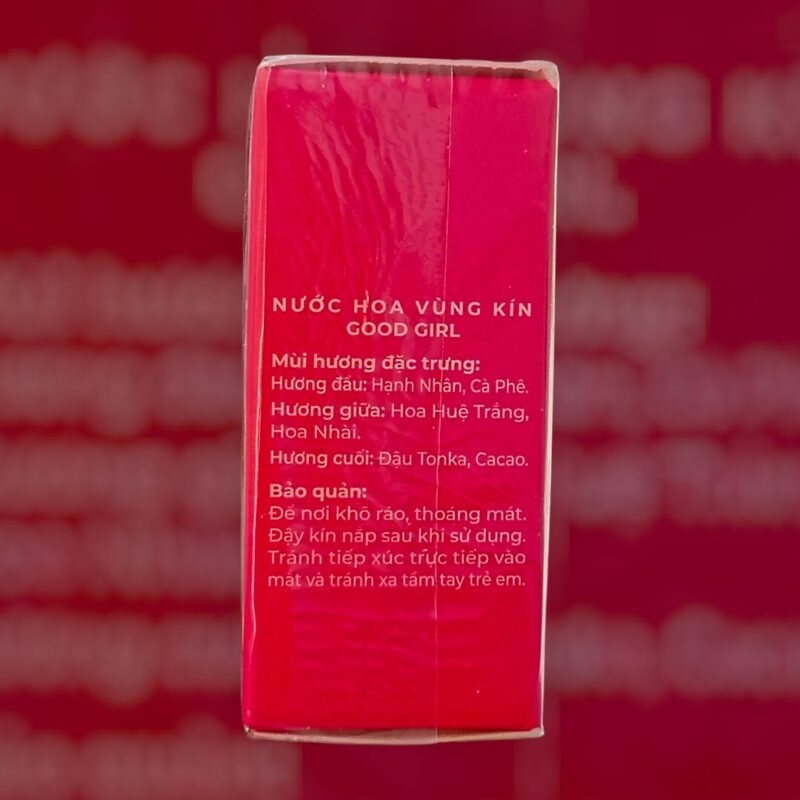 NƯỚC HOA VÙNG KÍN
GOOD GIRL
Mùi hương đặc trưng:
Hương đầu: Hạnh Nhân, Cà Phê.
Hương giữa: Hoa Huệ Trắng,
Hoa Nhài.
Hương cuối: Đậu Tonka, Cacao.
Bảo quản:
Để nơi khô ráo, thoáng mát.
Đậy kín nắp sau khi sử dụng.
Tránh tiếp xúc trực tiếp vào
mắt và tránh xa tầm tay trẻ em.